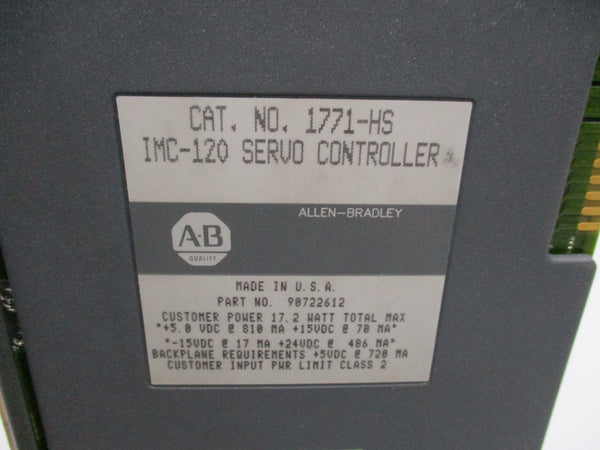 CAT. NO. 1771-HS
IMC-120 SERVO CONTROLLER
ALLEN-BRADLEY
A-B
QUALITY
MADE IN U.S.A.
PART NO. 90722612
CUSTOMER POWER 17.2 WATT TOTAL MAX
*+5.0 VDC @ 810 MA +15VDC @ 70 MA*
*-15VDC @ 17 MA +24VDC @ 486 MA*
BACKPLANE REQUIREMENTS +5VDC @ 720 MA
CUSTOMER INPUT PWR LIMIT CLASS 2